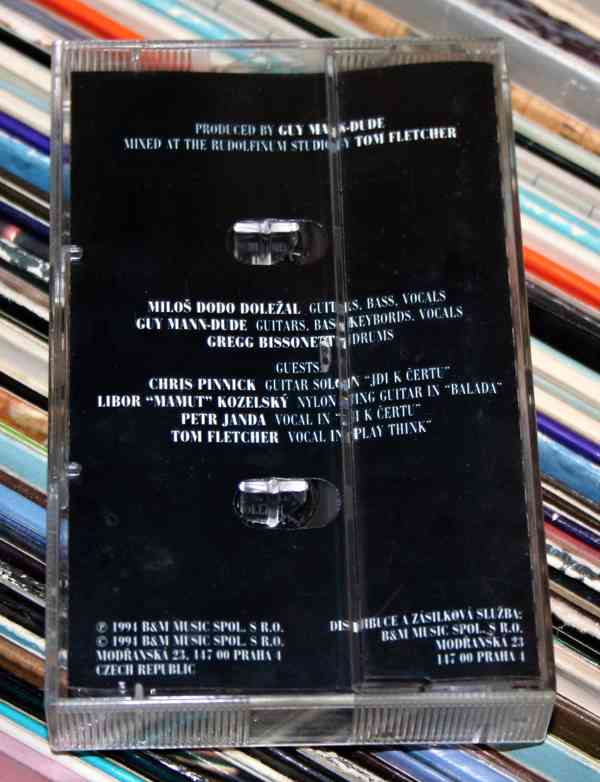 PRODUCED BY GUY MANN-DUDE
MIXED AT THE RUDOLFINUM STUDIO BY TOM FLETCHER
MILOŠ DODO DOLEŽAL GUITARS, BASS, VOCALS
GUY MANN-DUDE GUITARS, BASS, KEYBORDS, VOCALS
GREGG BISSONETTE DRUMS
GUESTS
CHRIS PINNICK GUITAR SOLO IN "JDI K ČERTU"
LIBOR "MAMUT" KOZELSKÝ NYLON STRING GUITAR IN "BALADA"
PETR JANDA VOCAL IN "JDI K ČERTU"
TOM FLETCHER VOCAL IN "PLAY THINK"
℗ 1994 B&M MUSIC SPOL. S R.O.
© 1994 B&M MUSIC SPOL. S R.O.
MODŘANSKÁ 23, 147 00 PRAHA 4
CZECH REPUBLIC
DISTRIBUCE A ZÁSILKOVÁ SLUŽBA:
B&M MUSIC SPOL. S R.O.
MODŘANSKÁ 23
147 00 PRAHA 4